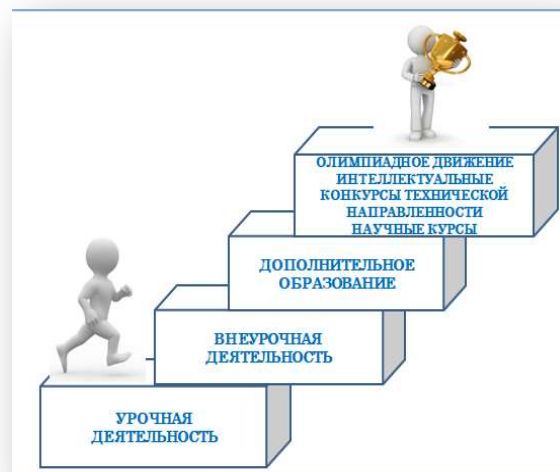 ОЛИМПИАДНОЕ ДВИЖЕНИЕ
ИНТЕЛЛЕКТУАЛЬНЫЕ
КОНКУРСЫ ТЕХНИЧЕСКОЙ
НАПРАВЛЕННОСТИ
НАУЧНЫЕ КУРСЫ
ДОПОЛНИТЕЛЬНОЕ
ОБРАЗОВАНИЕ
ВНЕУРОЧНАЯ
ДЕЯТЕЛЬНОСТЬ
УРОЧНАЯ
ДЕЯТЕЛЬНОСТЬ